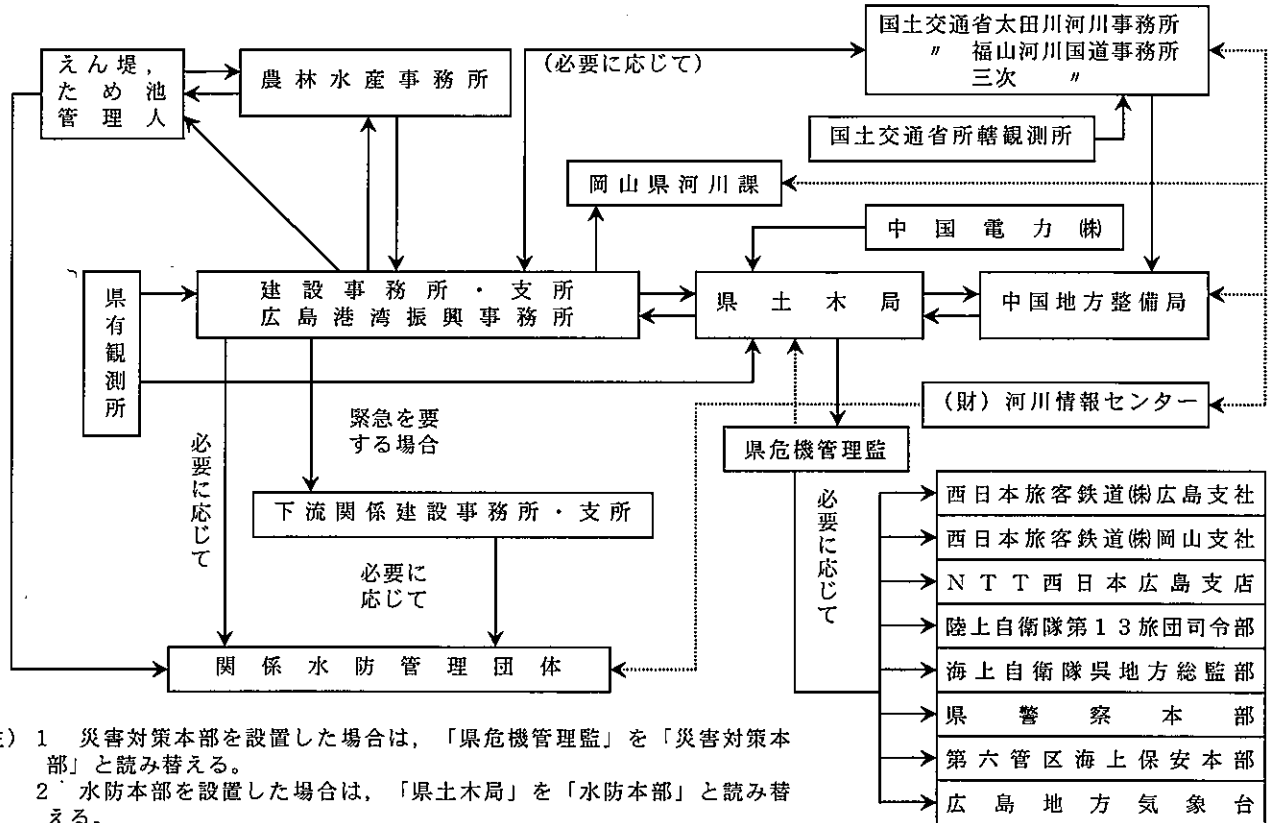 国土交通省太田川河川事務所
〃 福山河川国道事務所
三次 〃
えん堤，
ため池
管理人
農林水産事務所
(必要に応じて)
国土交通省所轄観測所
岡山県河川課
中国電力㈱
県有観測所
建設事務所・支所
広島港湾振興事務所
県土木局
中国地方整備局
(財)河川情報センター
緊急を要
する場合
県危機管理監
必要に応じて
下流関係建設事務所・支所
必要に
応じて
必要に応じて
関係水防管理団体
西日本旅客鉄道㈱広島支社
西日本旅客鉄道㈱岡山支社
NTT西日本広島支店
陸上自衛隊第13旅団司令部
海上自衛隊呉地方総監部
県警察本部
第六管区海上保安本部
広島地方気象台
) 1 災害対策本部を設置した場合は，「県危機管理監」を「災害対策本
部」と読み替える。
2 水防本部を設置した場合は，「県土木局」を「水防本部」と読み替
える。